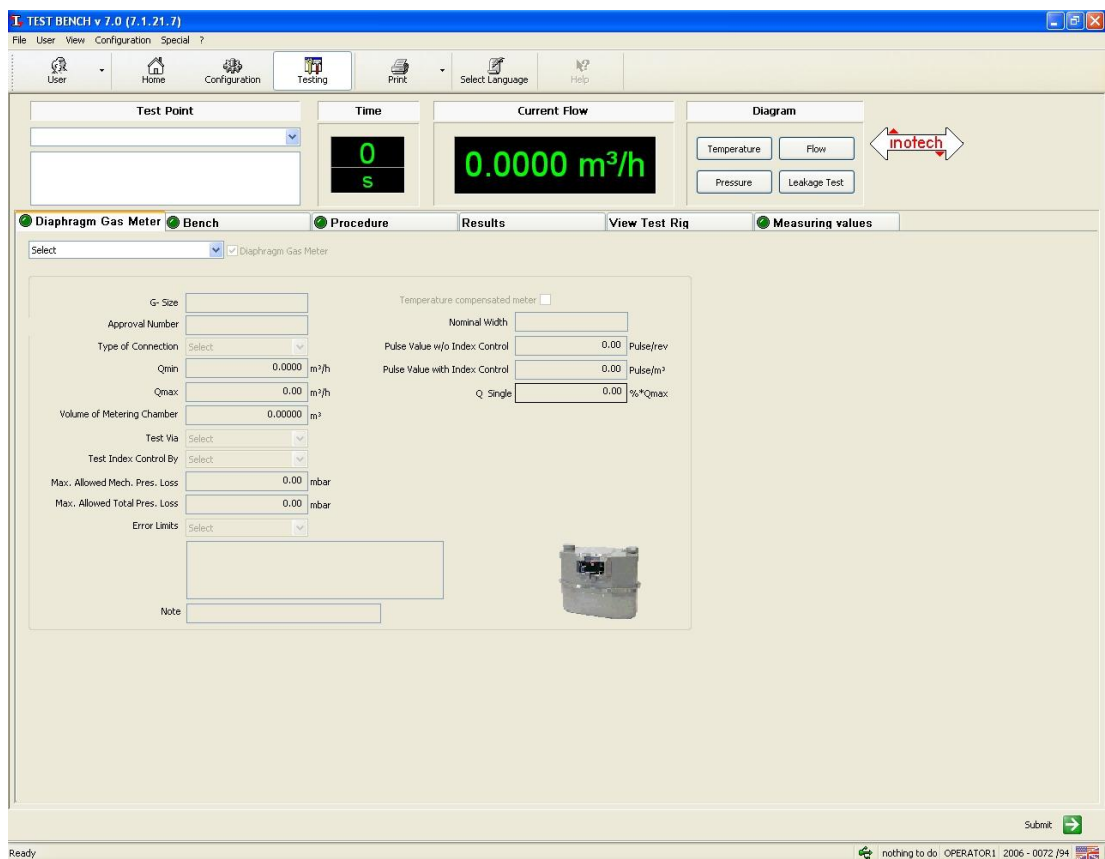 TEST BENCH v 7.0 (7.1.21.7)
File User View Configuration Special ?
User Home Configuration Testing Print Select Language Help
Test Point Time Current Flow Diagram
0
s
0.0000 m³/h
Temperature Flow
Pressure Leakage Test
inotech
Diaphragm Gas Meter Bench Procedure Results View Test Rig Measuring values
Select Diaphragm Gas Meter
G- Size Temperature compensated meter
Approval Number Nominal Width
Type of Connection Select Pulse Value w/o Index Control 0.00 Pulse/rev
Qmin 0.0000 m³/h Pulse Value with Index Control 0.00 Pulse/m³
Qmax 0.00 m³/h Q Single 0.00 %*Qmax
Volume of Metering Chamber 0.00000 m³
Test Via Select
Test Index Control By Select
Max. Allowed Mech. Pres. Loss 0.00 mbar
Max. Allowed Total Pres. Loss 0.00 mbar
Error Limits Select
Note
Submit
Ready nothing to do OPERATOR1 2006 - 0072 /94